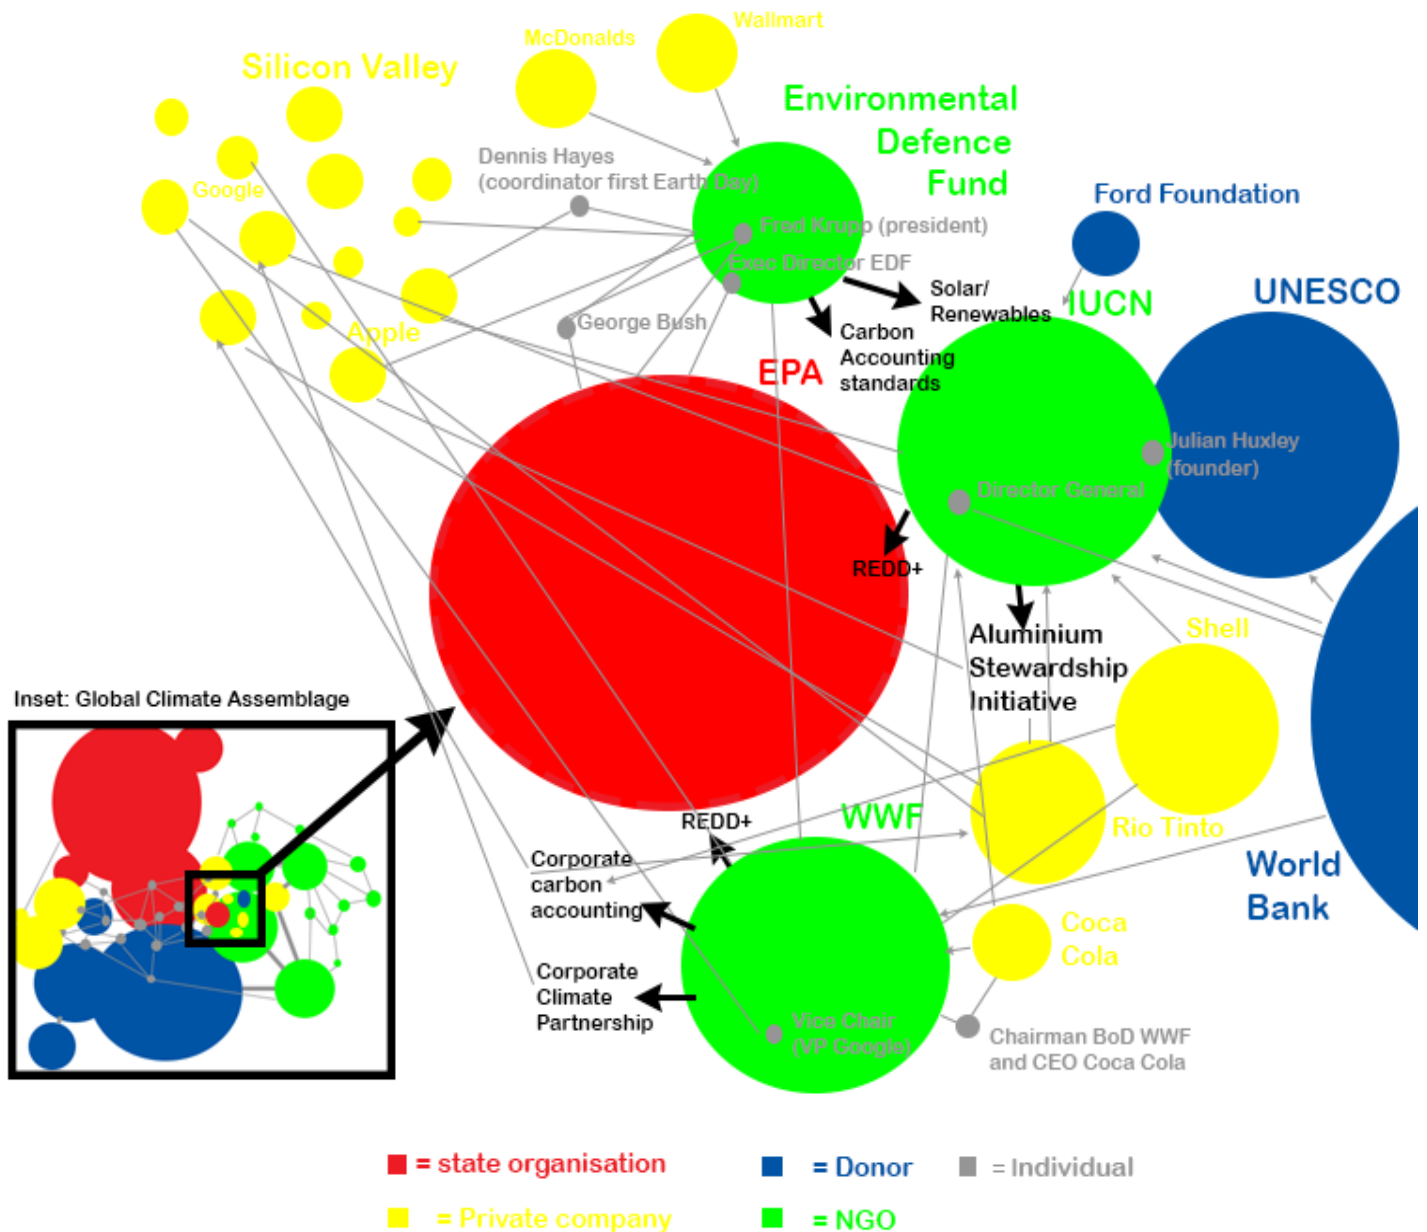 Wallmart
McDonalds
Silicon Valley
Environmental
Defence
Fund
Dennis Hayes
(coordinator first Earth Day)
Google
Ford Foundation
Fred Krupp (president)
Exec Director EDF
Solar/
Renewables
IUCN
UNESCO
George Bush
Apple
Carbon
Accounting
standards
EPA
Julian Huxley
(founder)
Director General
REDD+
Aluminium
Stewardship
Initiative
Shell
Inset: Global Climate Assemblage
REDD+
WWF
Rio Tinto
Corporate
carbon
accounting
World
Bank
Coca
Cola
Corporate
Climate
Partnership
Vice Chair
(VP Google)
Chairman BoD WWF
and CEO Coca Cola
= state organisation
= Donor
= Individual
= Private company
= NGO